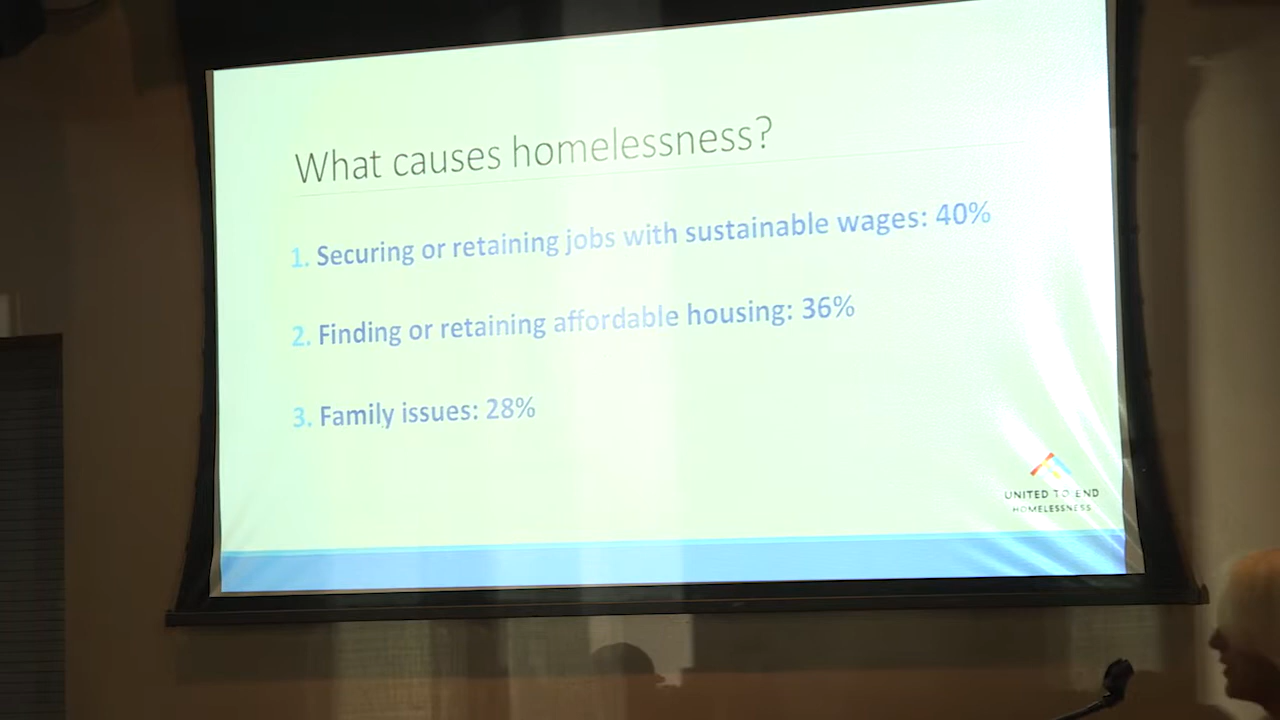 What causes homelessness?
1. Securing or retaining jobs with sustainable wages: 40%
2. Finding or retaining affordable housing: 36%
3. Family issues: 28%
UNITED TO END
HOMELESSNESS